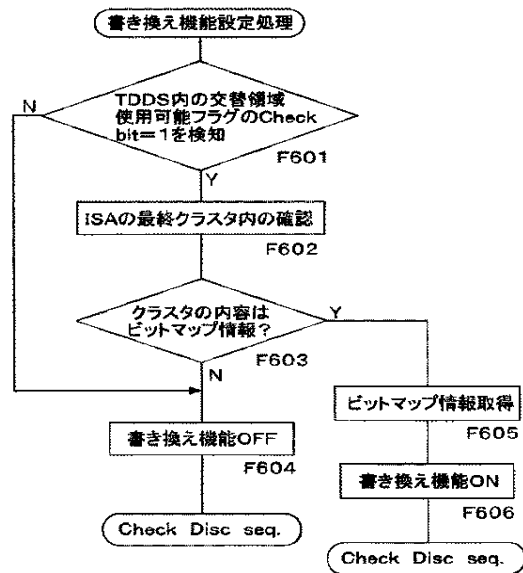 書き換え機能設定処理
N
TDDS内の交替領域
使用可能フラグのCheck
bit=1を検知
F601
Y
ISAの最終クラスタ内の確認
F602
クラスタの内容は
ビットマップ情報?
Y
F603
N
ビットマップ情報取得
F605
書き換え機能OFF
F604
書き換え機能ON
F606
Check Disc seq.
Check Disc seq.